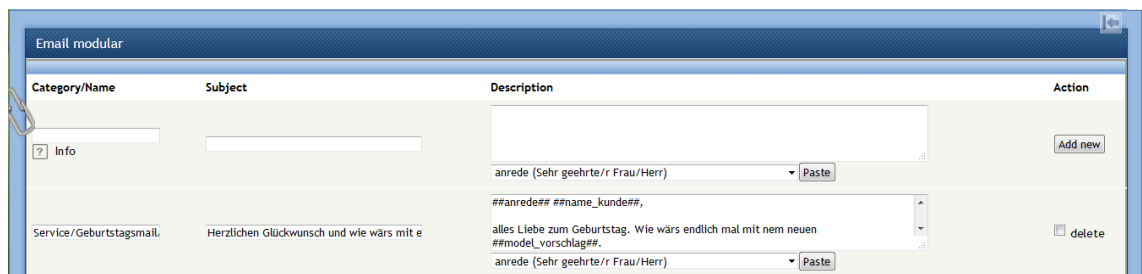 Email modular
Category/Name Subject Description Action
? Info
Add new
anrede (Sehr geehrte/r Frau/Herr) Paste
Service/Geburtstagsmail
Herzlichen Glückwunsch und wie wärs mit e
##anrede## ##name_kunde##,
alles Liebe zum Geburtstag. Wie wärs endlich mal mit nem neuen
##model_vorschlag##.
delete
anrede (Sehr geehrte/r Frau/Herr) Paste